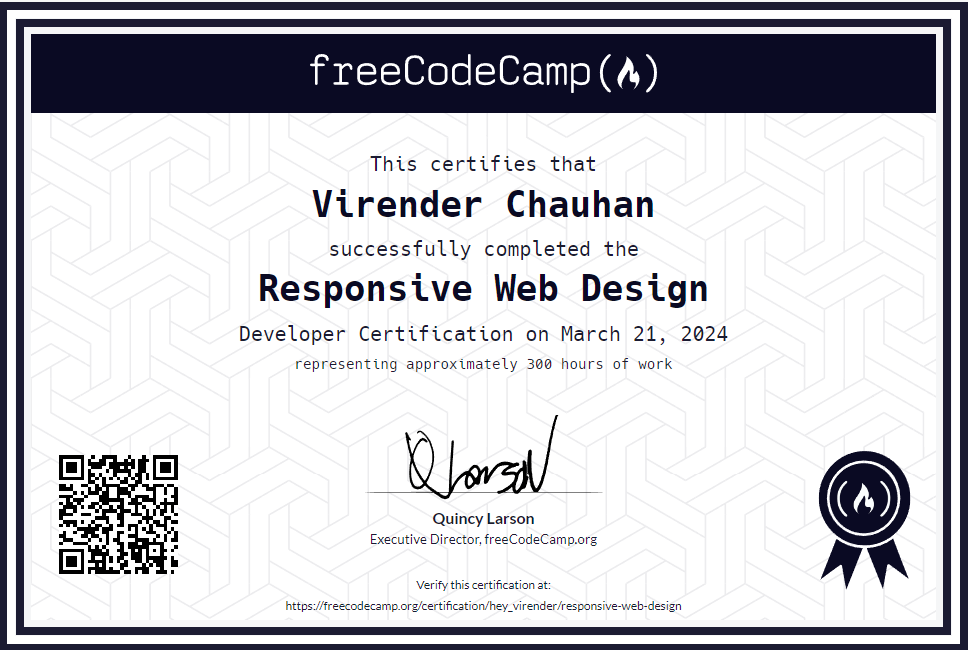 freeCodeCamp
This certifies that
Virender Chauhan
successfully completed the
Responsive Web Design
Developer Certification on March 21, 2024
representing approximately 300 hours of work
Q Larson
Quincy Larson
Executive Director, freeCodeCamp.org
Verify this certification at:
https://freecodecamp.org/certification/hey_virender/responsive-web-design